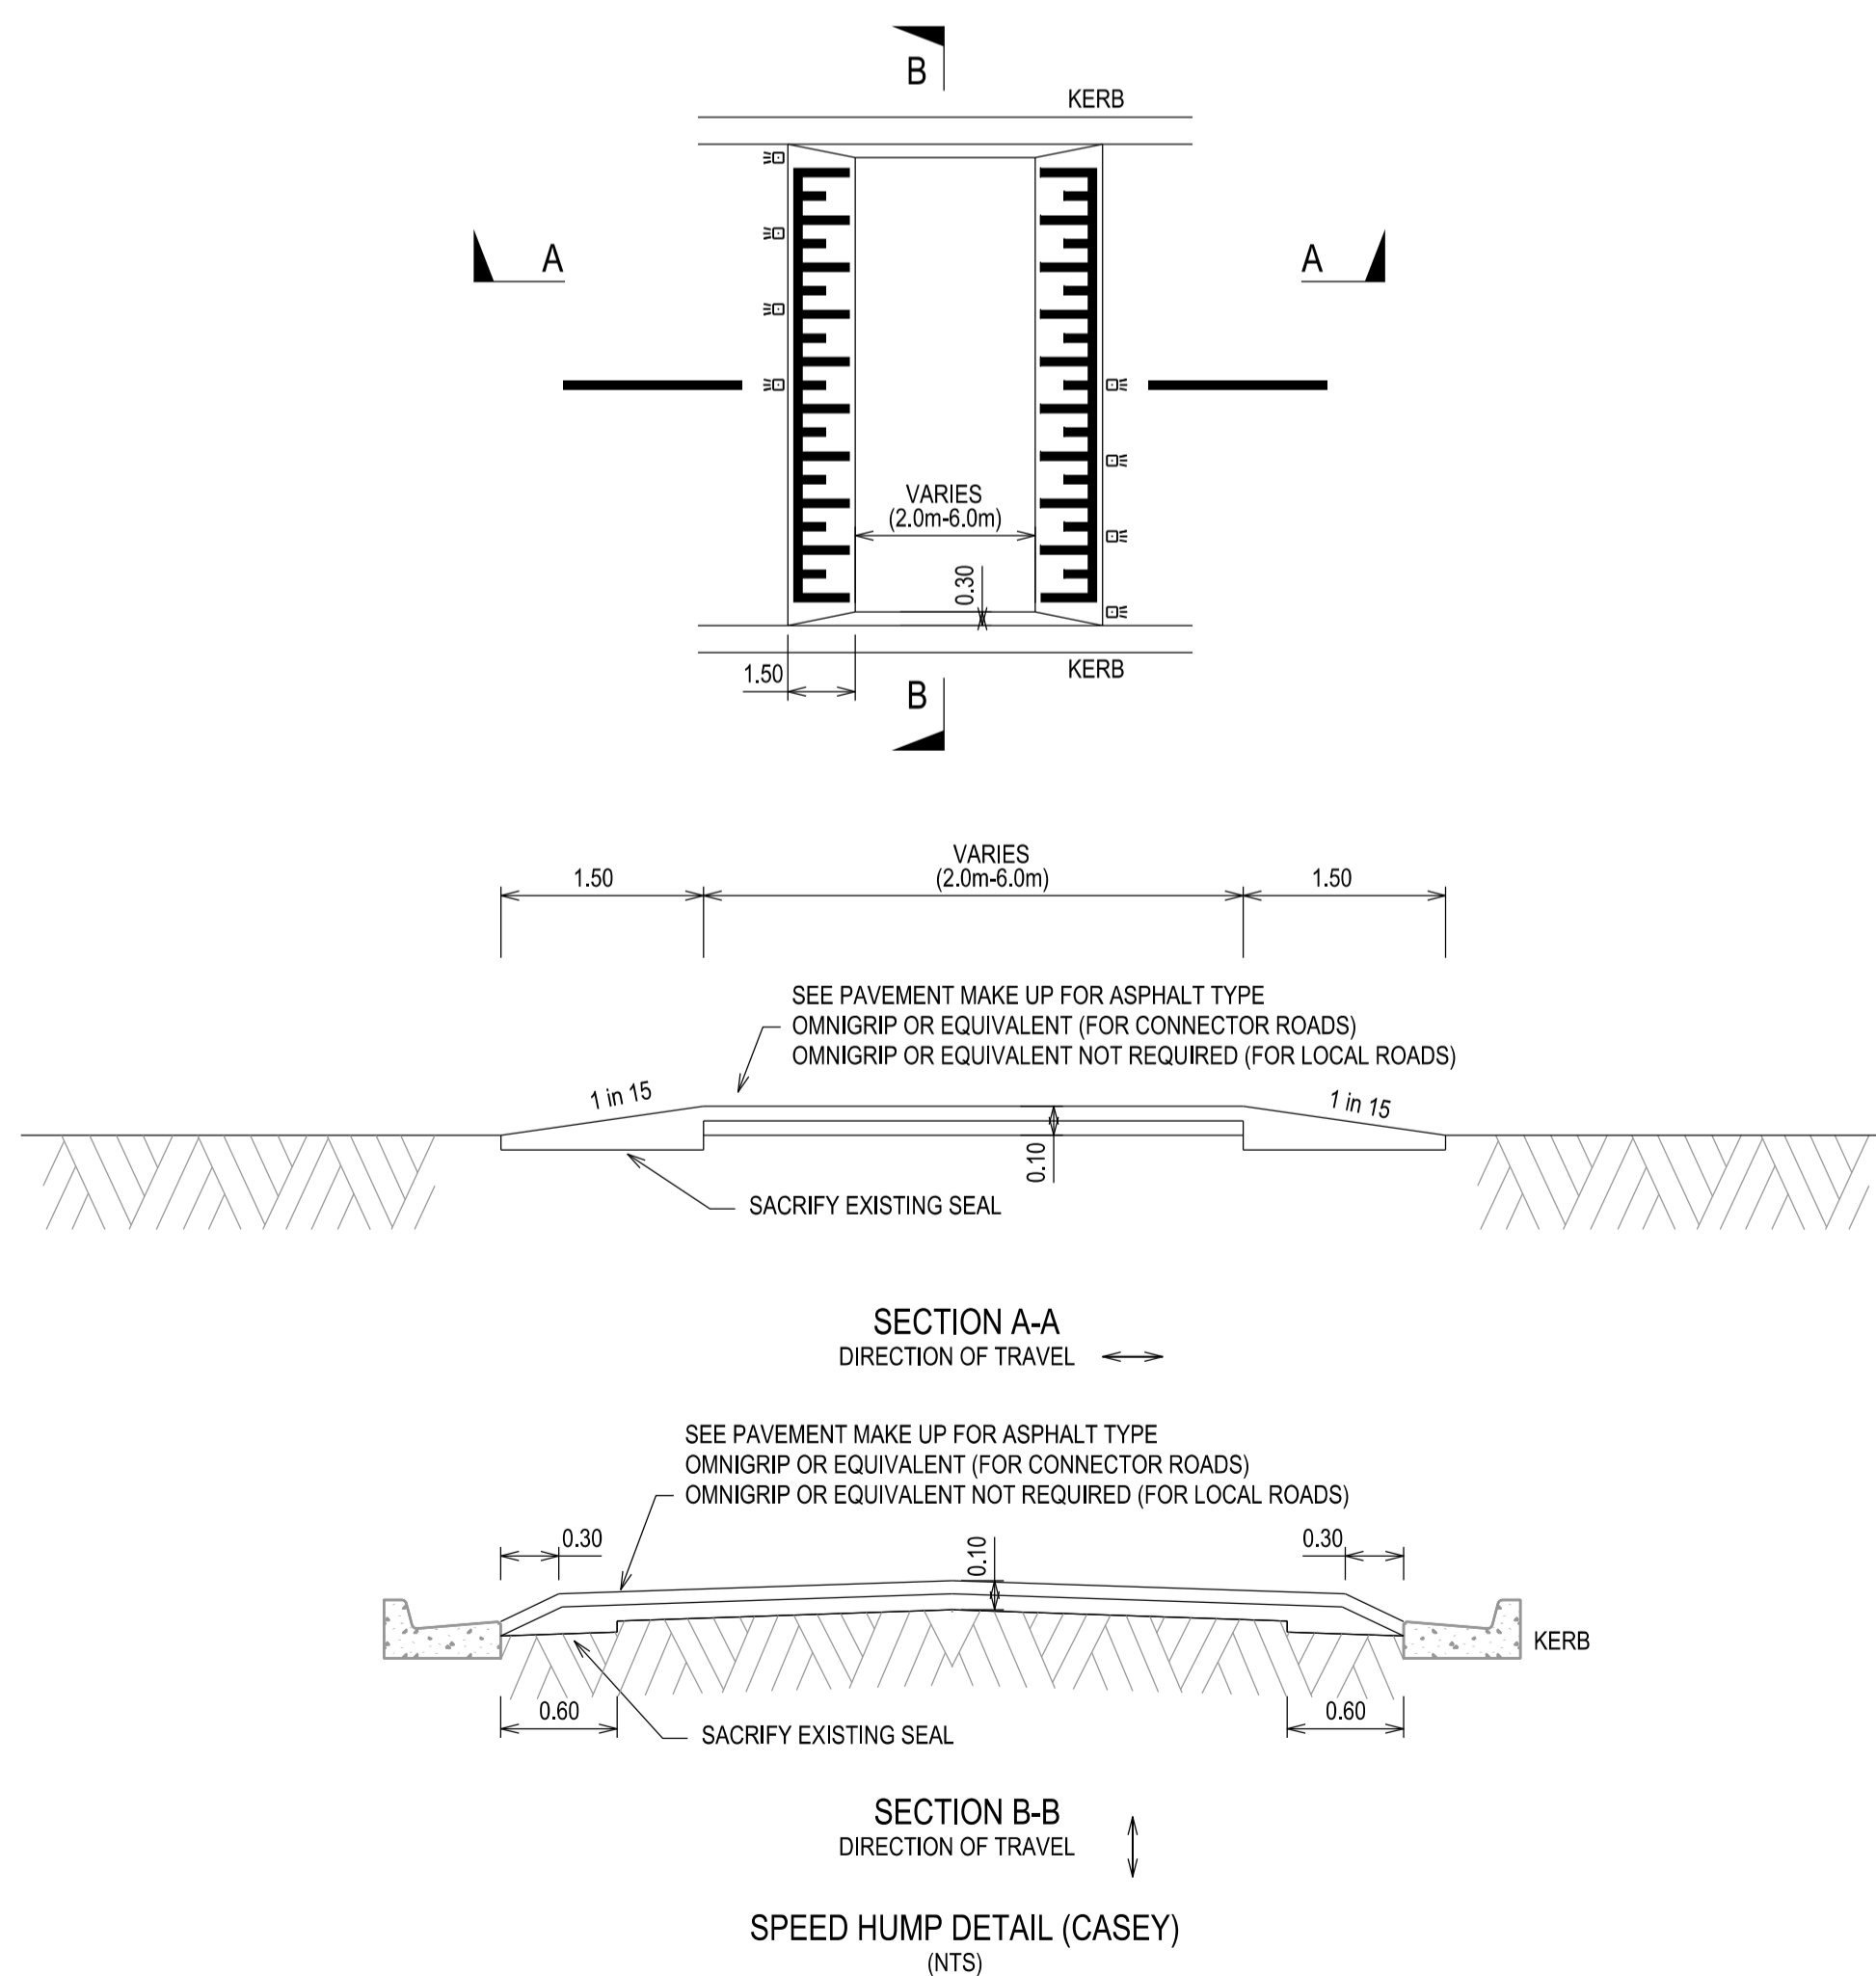 B
KERB
A
A
VARIES
(2.0m-6.0m)
0.30
1.50
KERB
B
1.50
VARIES
(2.0m-6.0m)
1.50
SEE PAVEMENT MAKE UP FOR ASPHALT TYPE
OMNIGRIP OR EQUIVALENT (FOR CONNECTOR ROADS)
OMNIGRIP OR EQUIVALENT NOT REQUIRED (FOR LOCAL ROADS)
1 in 15
1 in 15
0.10
SACRIFY EXISTING SEAL
SECTION A-A
DIRECTION OF TRAVEL
SEE PAVEMENT MAKE UP FOR ASPHALT TYPE
OMNIGRIP OR EQUIVALENT (FOR CONNECTOR ROADS)
OMNIGRIP OR EQUIVALENT NOT REQUIRED (FOR LOCAL ROADS)
0.30
0.10
0.30
KERB
0.60
0.60
SACRIFY EXISTING SEAL
SECTION B-B
DIRECTION OF TRAVEL
SPEED HUMP DETAIL (CASEY)
(NTS)